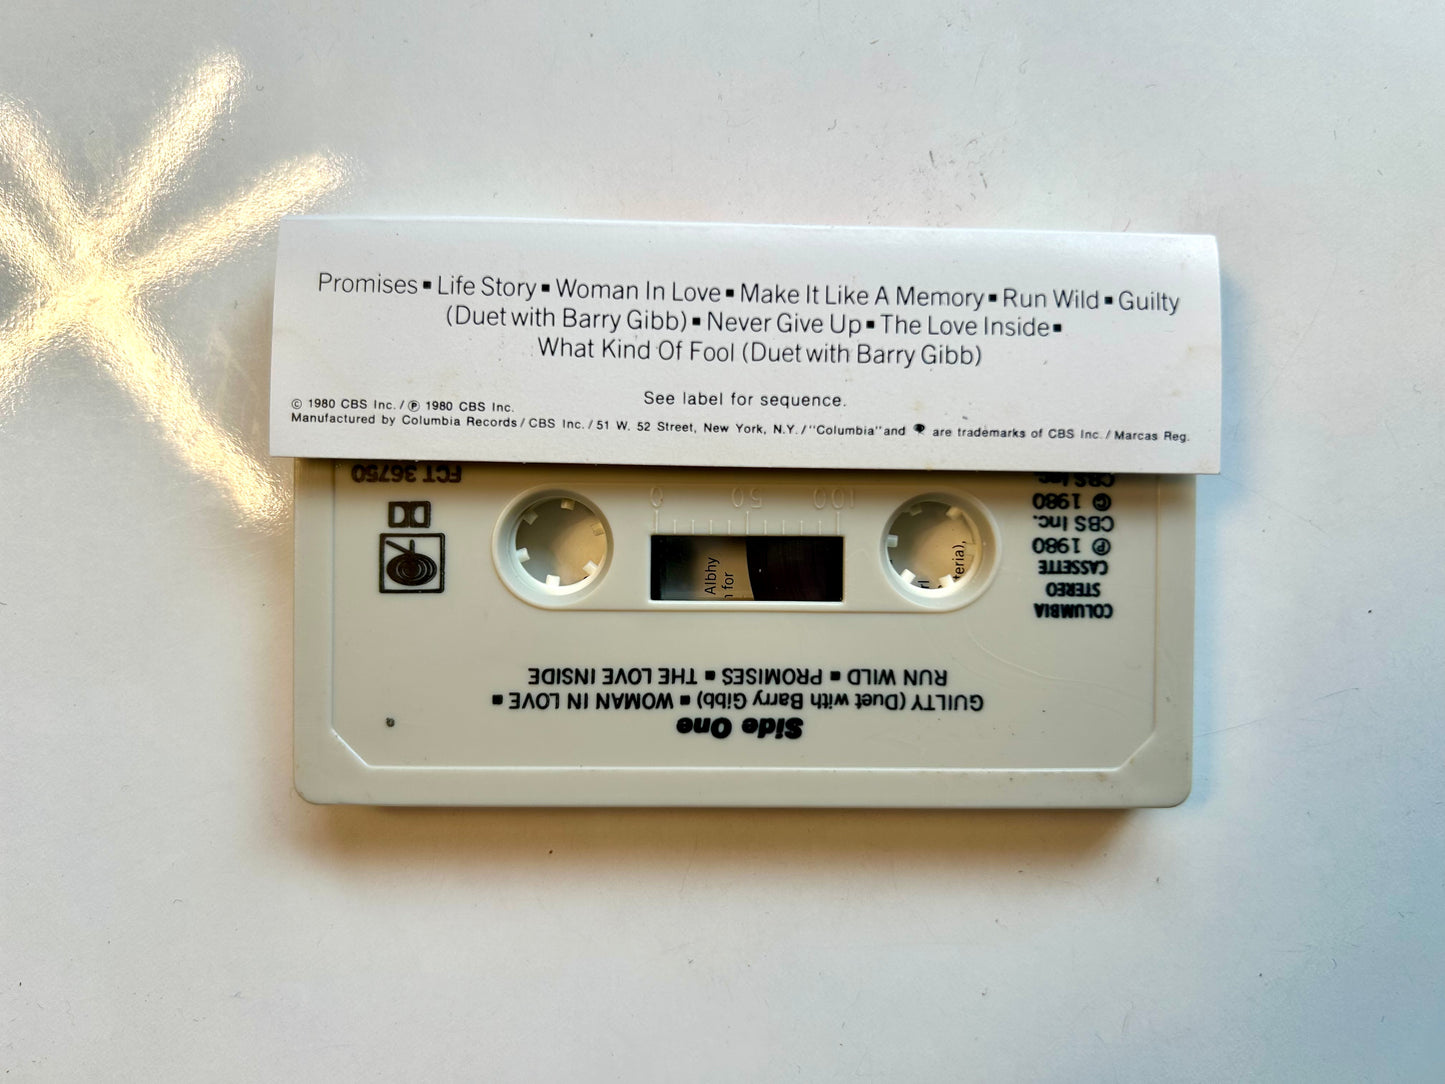 Promises ▪ Life Story ▪ Woman In Love ▪ Make It Like A Memory ▪ Run Wild ▪ Guilty
(Duet with Barry Gibb) ▪ Never Give Up ▪ The Love Inside ▪
What Kind Of Fool (Duet with Barry Gibb)
See label for sequence.
© 1980 CBS Inc. / ℗ 1980 CBS Inc.
Manufactured by Columbia Records / CBS Inc. / 51 W. 52 Street, New York, N.Y. / "Columbia" and are trademarks of CBS Inc. / Marcas Reg.
Side One
GUILTY (Duet with Barry Gibb) ▪ WOMAN IN LOVE ▪
RUN WILD ▪ PROMISES ▪ THE LOVE INSIDE
COLUMBIA
STEREO
CASSETTE
℗ 1980
CBS Inc.
© 1980
CBS Inc.
FCT 36750
0 50 100
Albhy
for
teria),